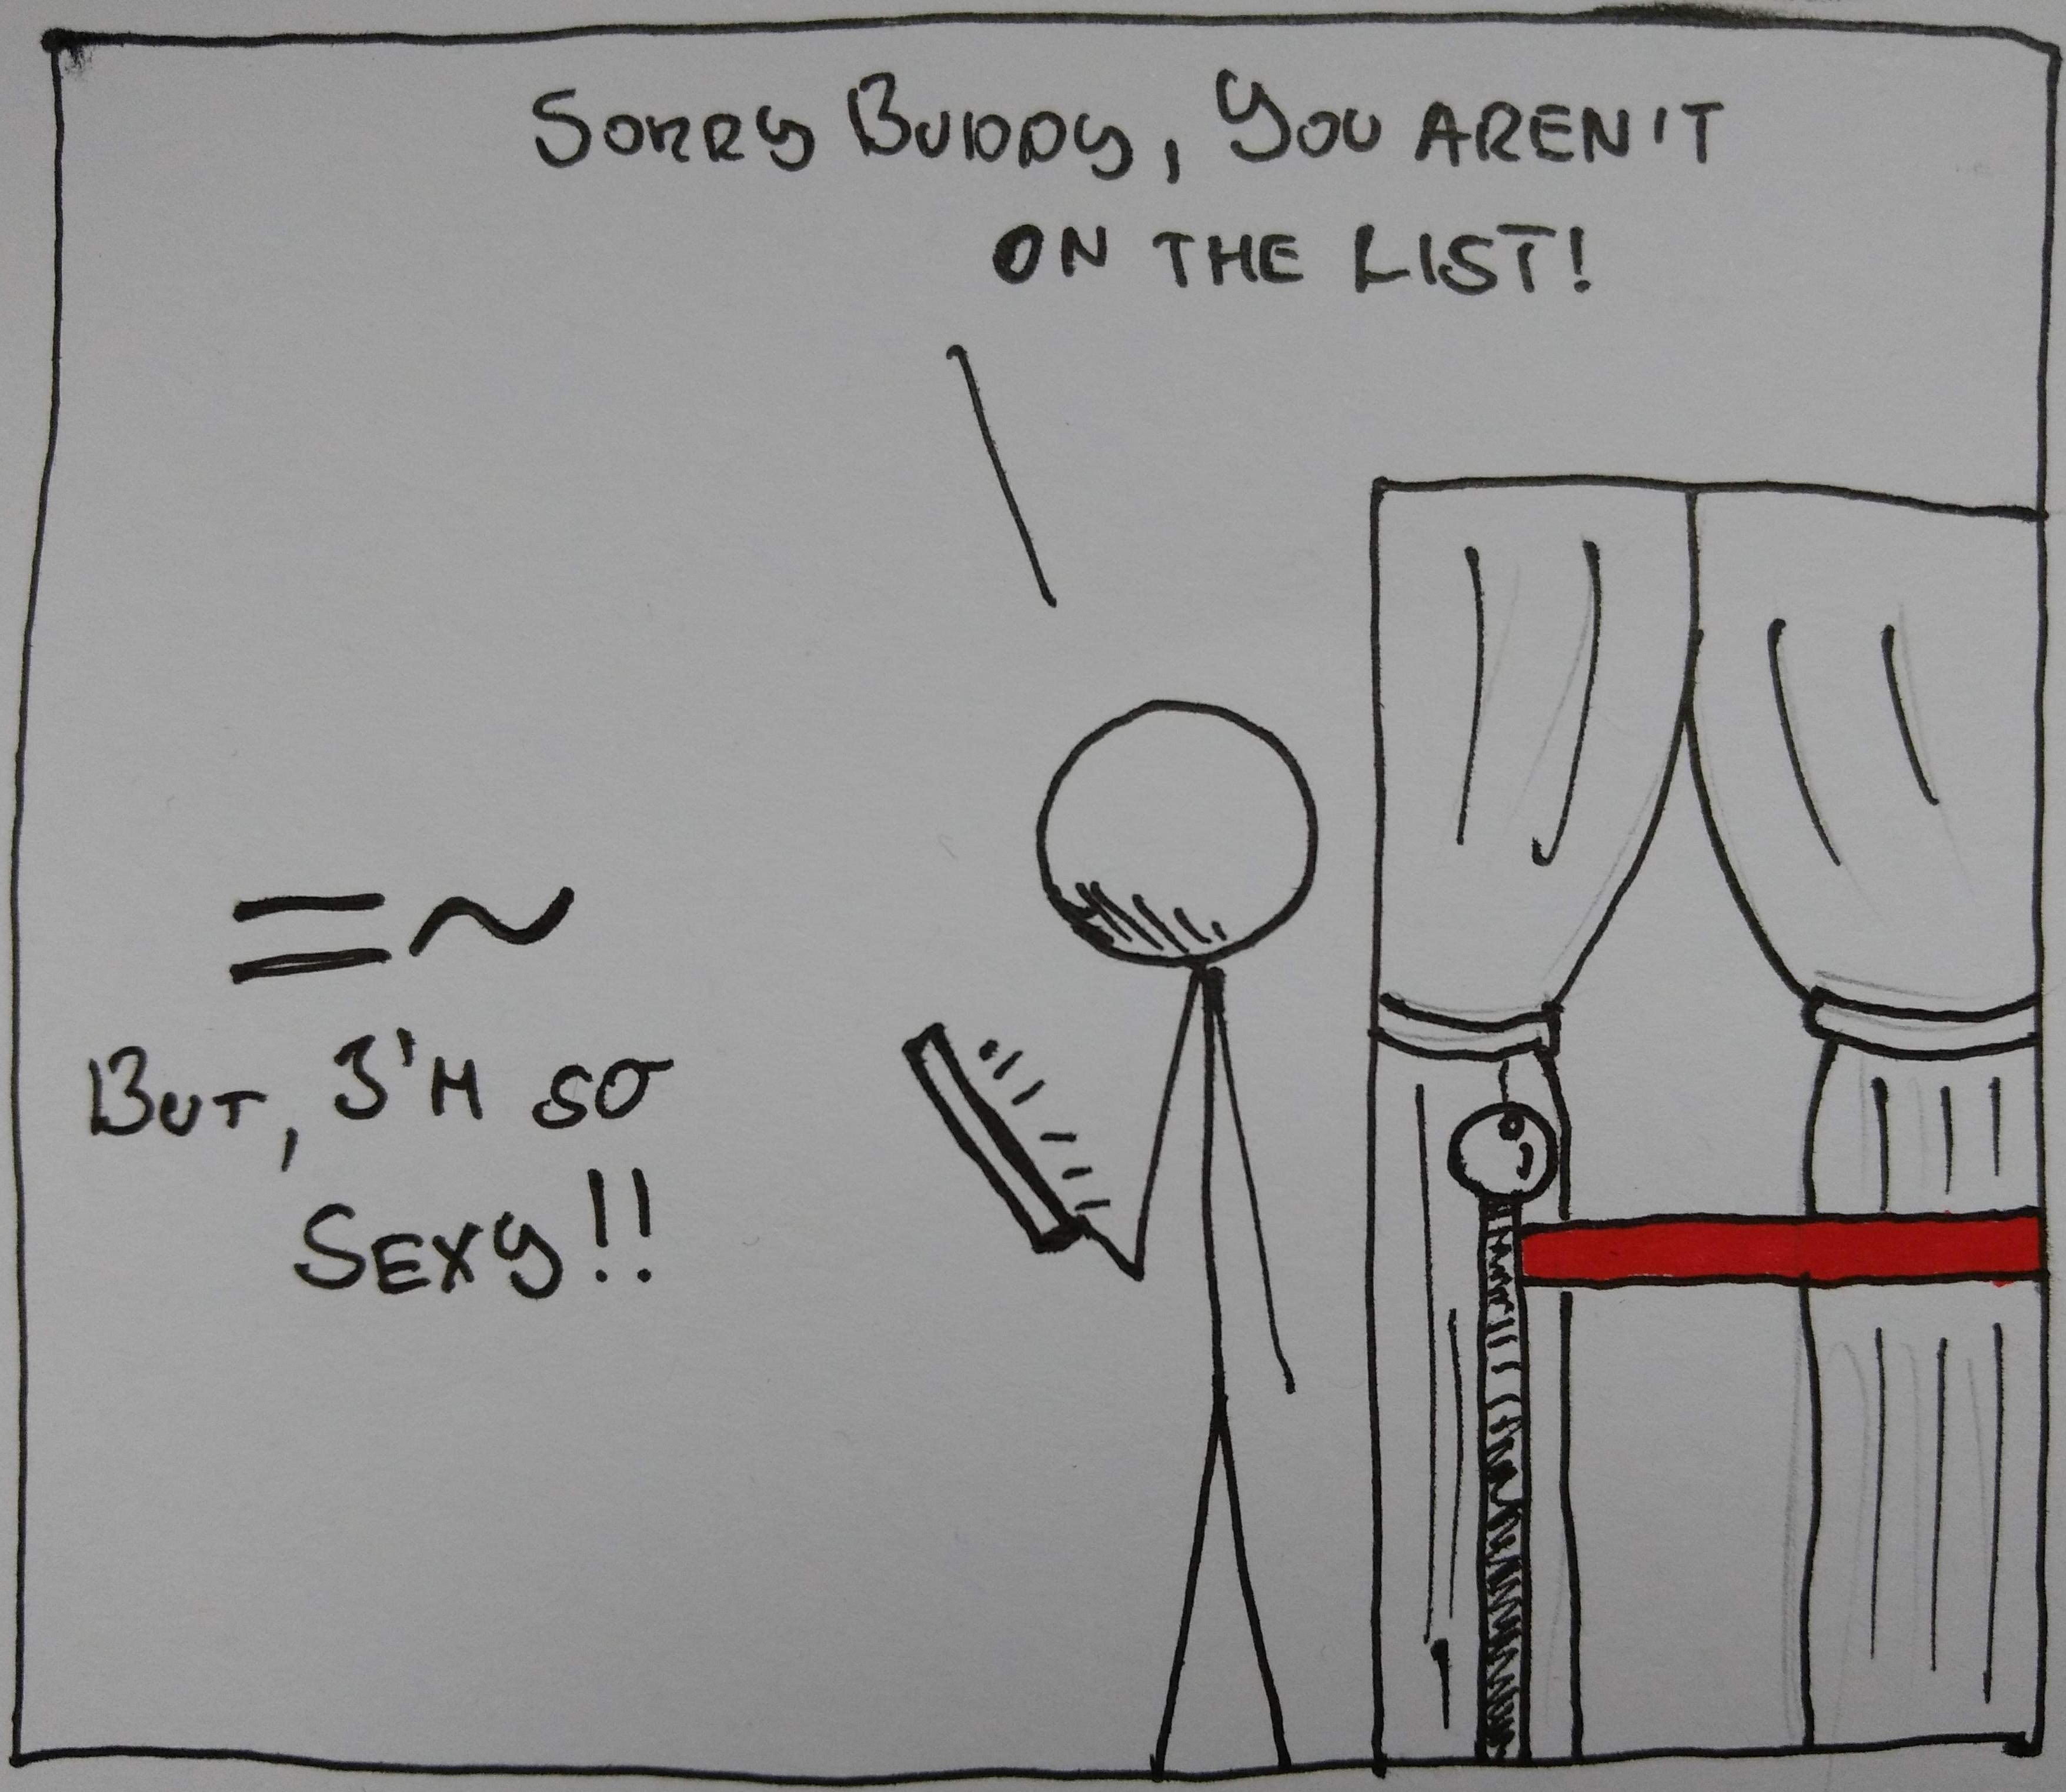 Sorry Buddy, You AREN'T
ON THE LIST!
=~
But, I'm so
Sexy!!